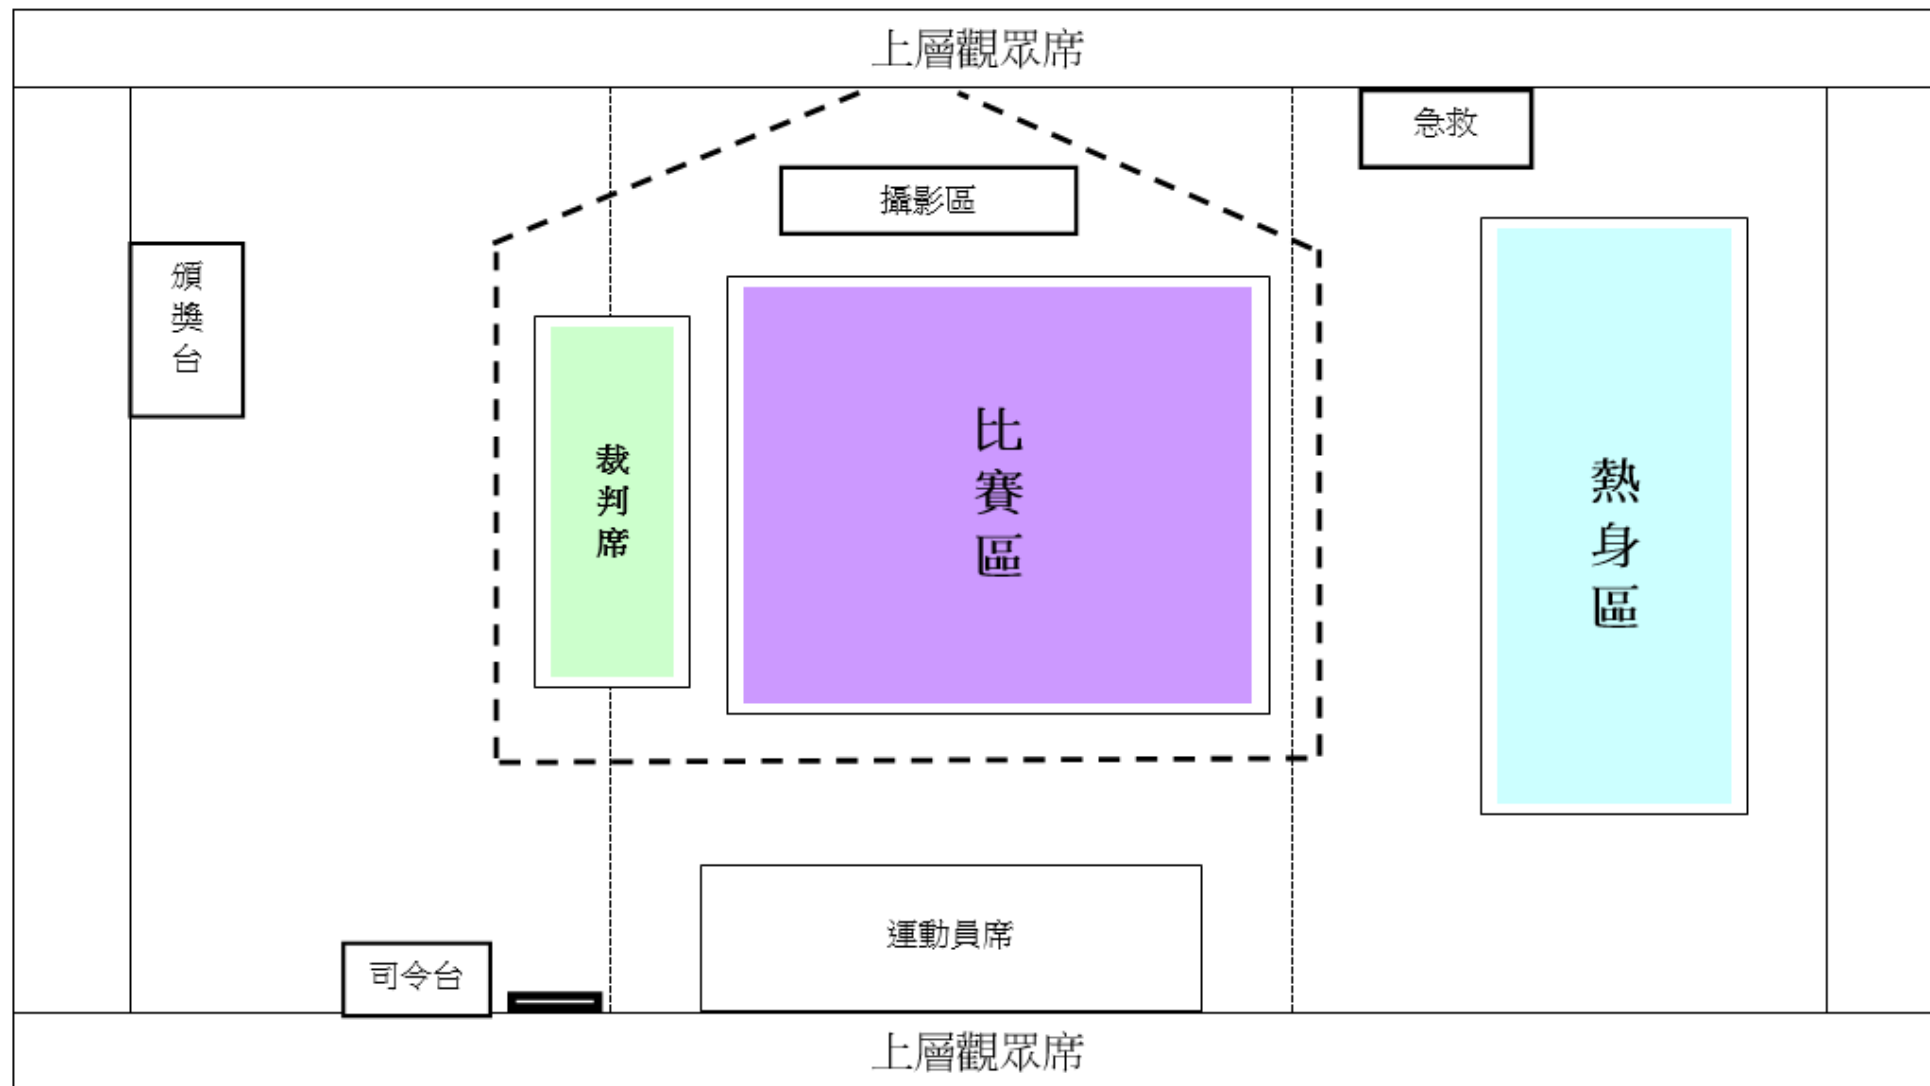 上層觀眾席
急救
攝影區
頒獎台
裁判席
比賽區
熱身區
運動員席
司令台
上層觀眾席